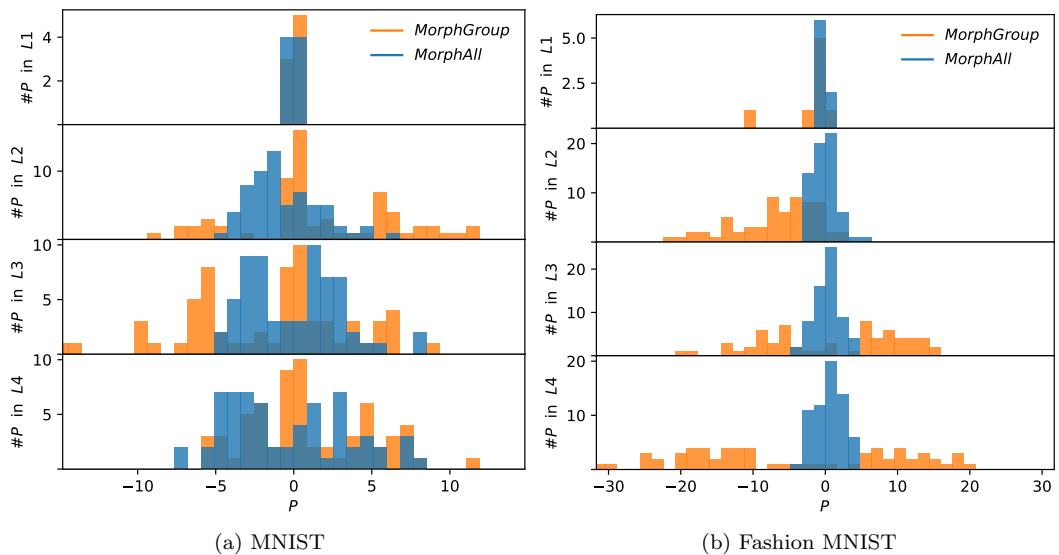 4
2
#P in L1
MorphGroup
MorphAll
10
#P in L2
10
5
#P in L3
10
5
#P in L4
−10
−5
0
5
10
P
(a) MNIST
5.0
2.5
#P in L1
MorphGroup
MorphAll
20
10
#P in L2
20
10
#P in L3
20
10
#P in L4
−30
−20
−10
0
10
20
30
P
(b) Fashion MNIST